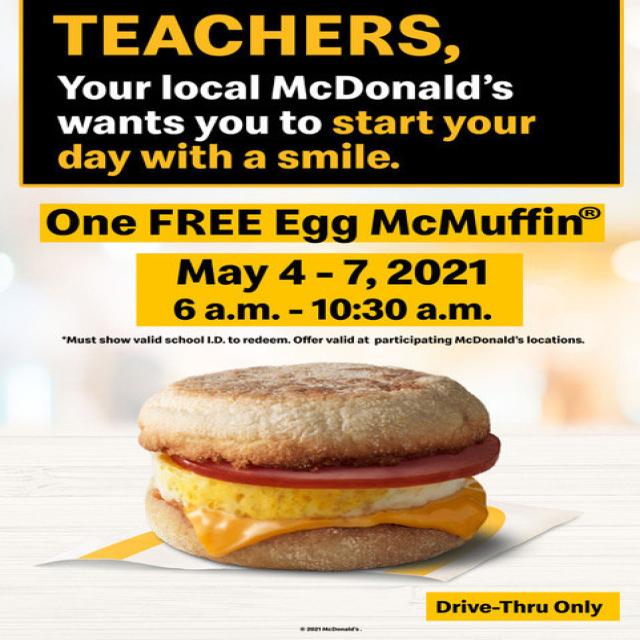 TEACHERS,
Your local McDonald's
wants you to start your
day with a smile.
One FREE Egg McMuffin®
May 4 - 7, 2021
6 a.m. - 10:30 a.m.
*Must show valid school I.D. to redeem. Offer valid at participating McDonald's locations.
Drive-Thru Only
© 2021 McDonald's.